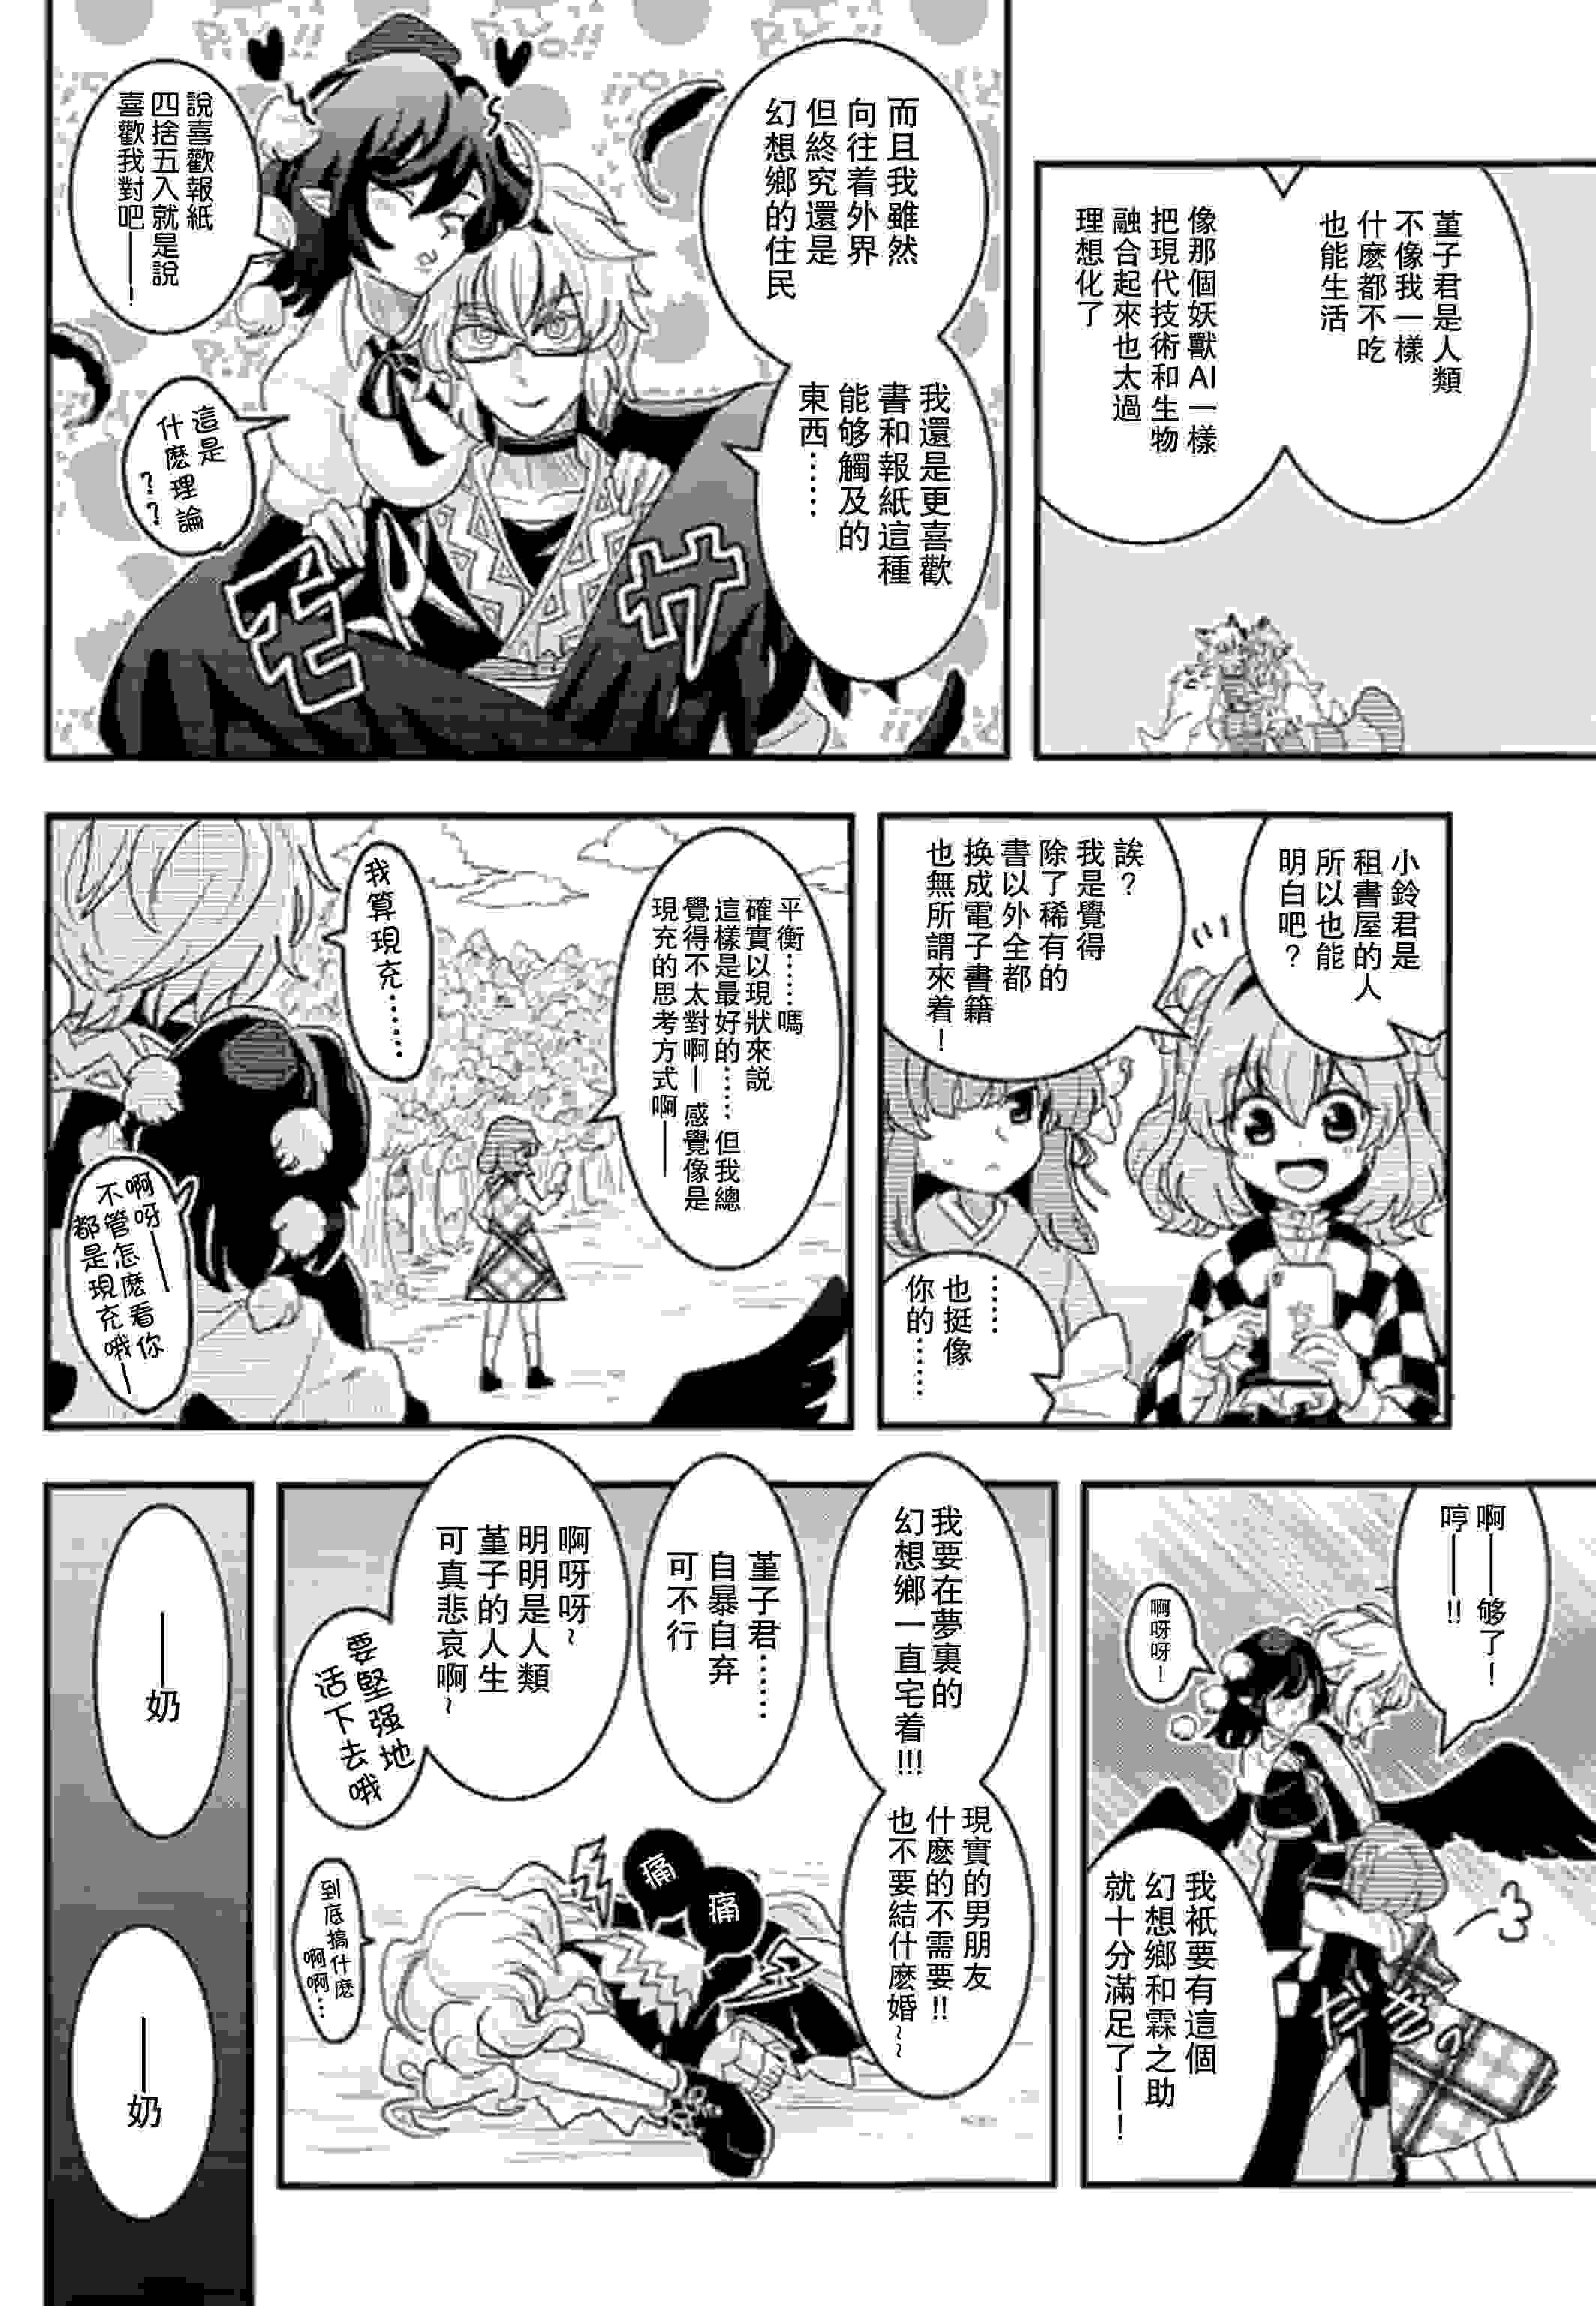 堇子君是人類
不像我一樣
什麽都不吃
也能生活
像那個妖獸AI一樣
把現代技術和生物
融合起來也太過
理想化了
而且我雖然
向往着外界
但終究還是
幻想鄉的住民
我還是更喜歡
書和報紙這種
能够觸及的
東西……
說喜歡報紙
四捨五入就是說
喜歡我對吧——！
這是
什麽理論
？？
サ
小鈴君是
租書屋的人
所以也能
明白吧？
誒？
我是覺得
除了稀有的
書以外全都
换成電子書籍
也無所謂來着！
……
也挺像
你的……
平衡……嗎
確實以現狀來説
這樣是最好的……但我總
覺得不太對啊—感覺像是
現充的思考方式啊——
我算現充……
啊呀——
不管怎麽看你
都是現充哦—
啊——够了！
哼——!!
啊呀呀！
我衹要有這個
幻想鄉和霖之助
就十分滿足了—！
我要在夢裏的
幻想鄉一直宅着!!!
現實的男朋友
什麽的不需要!!
也不要結什麽婚~~
堇子君……
自暴自弃
可不行
啊呀呀~
明明是人類
堇子的人生
可真悲哀啊~
要堅强地
活下去哦
痛
痛
到底搞什麽
啊啊…
——奶
——奶